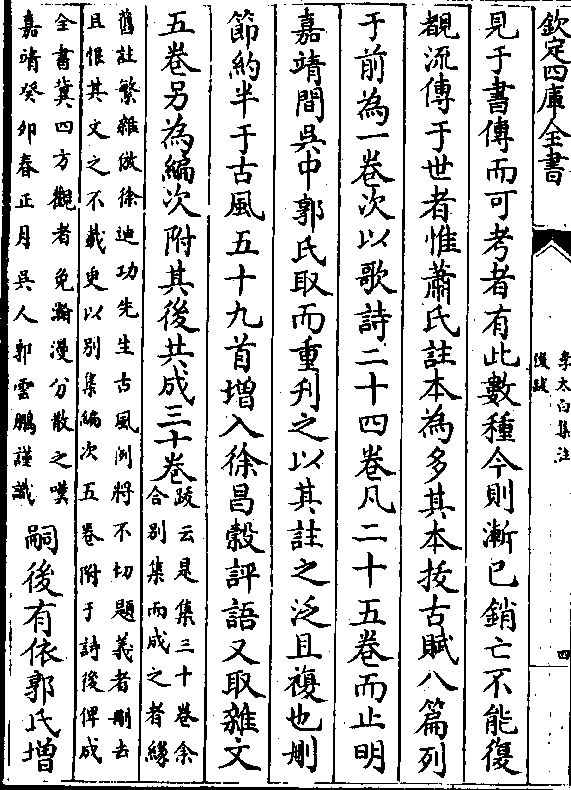 欽定四庫全書
李太白集注
後跋
四
見于書傳而可考者有此數種今則漸已銷亡不能復
覩流傳于世者惟蕭氏註本為多其本抜古賦八篇列
于前為一卷次以歌詩二十四卷凡二十五卷而止明
嘉靖間吳中郭氏取而重刋之以其註之泛且複也刪
節約半于古風五十九首增入徐昌穀評語又取雜文
五卷另為編次附其後共成三十卷
跋云是集三十卷余
合別集而成之者緣
舊註繁雜倣徐迪功先生古風例將不切題義者刪去
且恨其文之不載更以別集編次五卷附于詩後俾成
全書冀四方觀者免瀚漫分散之嘆
嘉靖癸卯春正月吳人郭雲鵬謹識
嗣後有依郭氏增